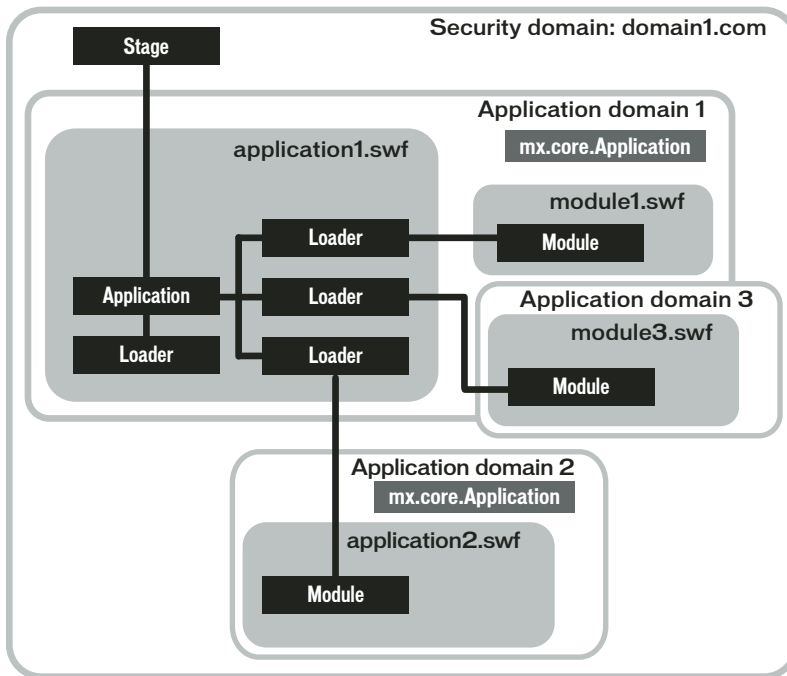 Security domain: domain1.com
Stage
Application domain 1
mx.core.Application
application1.swf
module1.swf
Loader
Module
Application
Loader
Application domain 3
module3.swf
Loader
Loader
Module
Application domain 2
mx.core.Application
application2.swf
Module